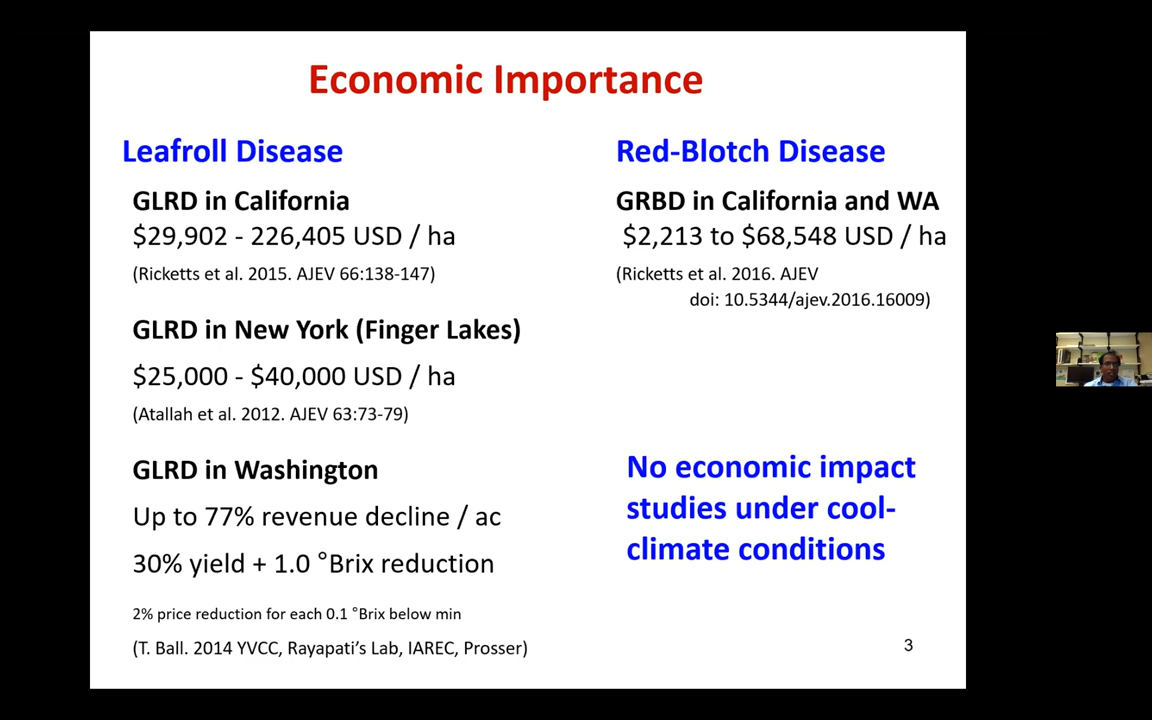 Economic Importance
Leafroll Disease
GLRD in California
$29,902 - 226,405 USD / ha
(Ricketts et al. 2015. AJEV 66:138-147)
GLRD in New York (Finger Lakes)
$25,000 - $40,000 USD / ha
(Atallah et al. 2012. AJEV 63:73-79)
GLRD in Washington
Up to 77% revenue decline / ac
30% yield + 1.0 °Brix reduction
2% price reduction for each 0.1 °Brix below min
(T. Ball. 2014 YVCC, Rayapati's Lab, IAREC, Prosser)
Red-Blotch Disease
GRBD in California and WA
$2,213 to $68,548 USD / ha
(Ricketts et al. 2016. AJEV
doi: 10.5344/ajev.2016.16009)
No economic impact
studies under cool-
climate conditions
3